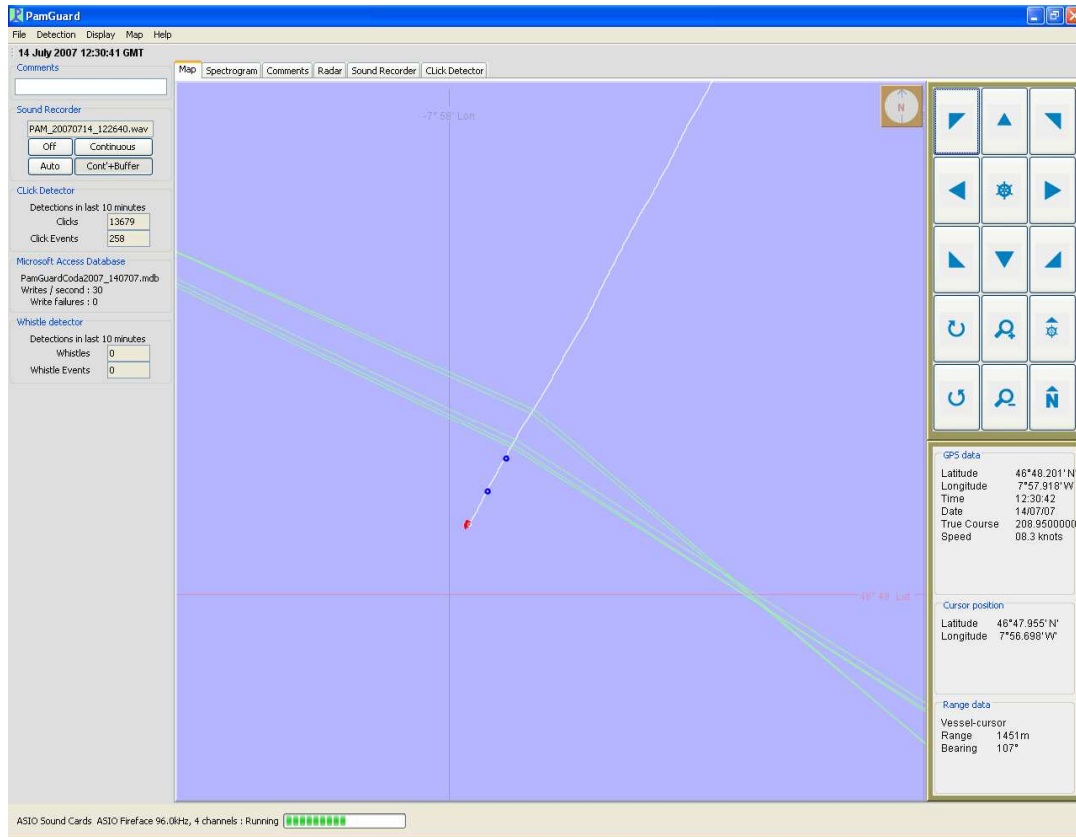 PamGuard
File Detection Display Map Help
14 July 2007 12:30:41 GMT
Comments
Map Spectrogram Comments Radar Sound Recorder CLick Detector
Sound Recorder
PAM_20070714_122640.wav
Off Continuous
Auto Cont'+Buffer
CLick Detector
Detections in last 10 minutes
Clicks 13679
Click Events 258
Microsoft Access Database
PamGuardCoda2007_140707.mdb
Writes / second : 30
Write failures : 0
Whistle detector
Detections in last 10 minutes
Whistles 0
Whistle Events 0
-7° 58' Lon
N
46° 48' Lat
N
GPS data
Latitude 46°48.201'N'
Longitude 7°57.918'W'
Time 12:30:42
Date 14/07/07
True Course 208.9500000
Speed 08.3 knots
Cursor position
Latitude 46°47.955'N'
Longitude 7°56.698'W'
Range data
Vessel-cursor
Range 1451m
Bearing 107°
ASIO Sound Cards ASIO Fireface 96.0kHz, 4 channels : Running